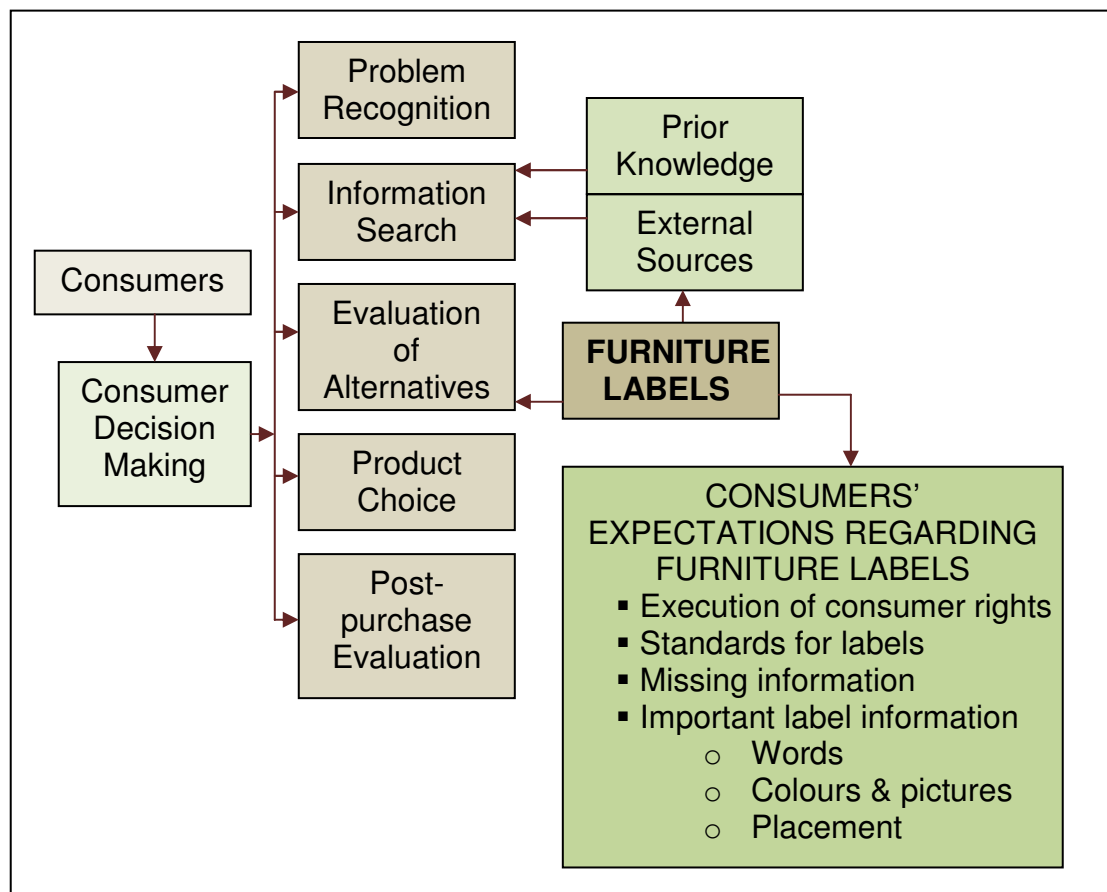 Consumers
Consumer
Decision
Making
Problem
Recognition
Information
Search
Evaluation
of
Alternatives
Product
Choice
Post-
purchase
Evaluation
Prior
Knowledge
External
Sources
FURNITURE
LABELS
CONSUMERS’
EXPECTATIONS REGARDING
FURNITURE LABELS
▪ Execution of consumer rights
▪ Standards for labels
▪ Missing information
▪ Important label information
o Words
o Colours & pictures
o Placement